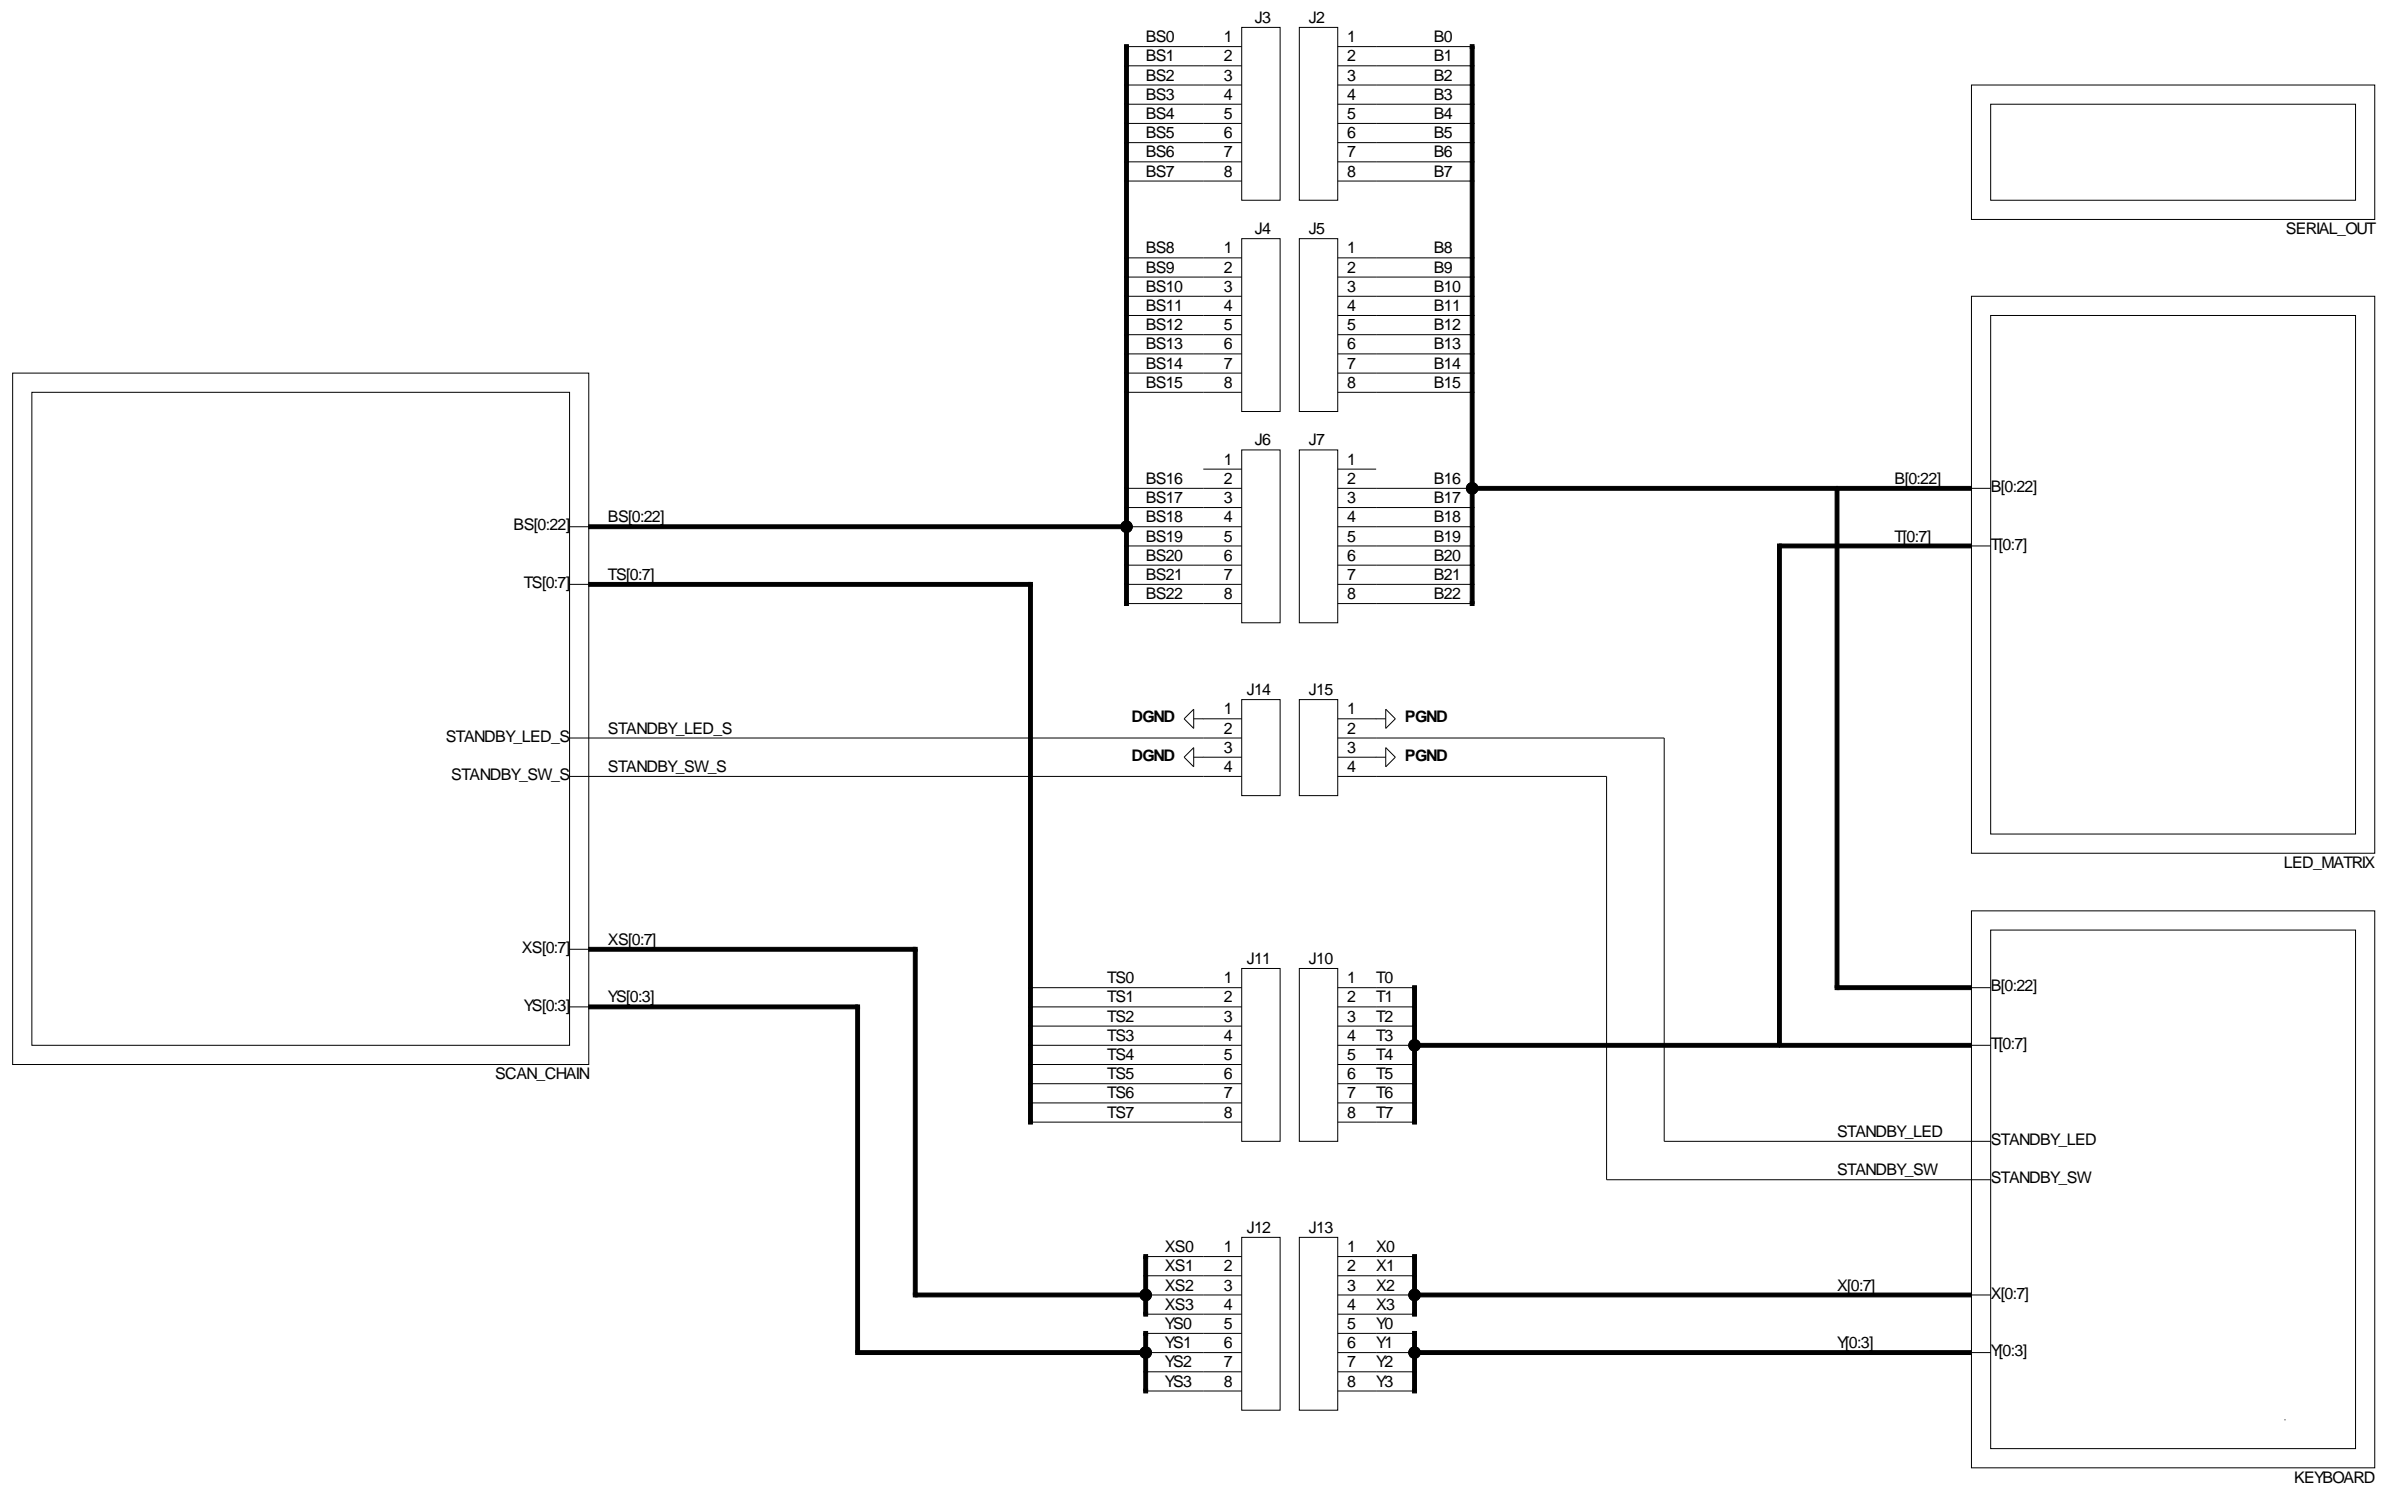 J3 J2
BS0 1 1 B0
BS1 2 2 B1
BS2 3 3 B2
BS3 4 4 B3
BS4 5 5 B4
BS5 6 6 B5
BS6 7 7 B6
BS7 8 8 B7
SERIAL_OUT
J4 J5
BS8 1 1 B8
BS9 2 2 B9
BS10 3 3 B10
BS11 4 4 B11
BS12 5 5 B12
BS13 6 6 B13
BS14 7 7 B14
BS15 8 8 B15
J6 J7
1 1
BS16 2 2 B16 B[0:22] B[0:22]
BS17 3 3 B17
BS[0:22] BS[0:22] BS18 4 4 B18
BS19 5 5 B19 T[0:7] T[0:7]
BS20 6 6 B20
TS[0:7] TS[0:7] BS21 7 7 B21
BS22 8 8 B22
J14 J15
DGND 1 1 PGND
STANDBY_LED_S STANDBY_LED_S 2 2
DGND 3 3 PGND
STANDBY_SW_S STANDBY_SW_S 4 4
LED_MATRIX
XS[0:7] XS[0:7]
J11 J10
TS0 1 1 T0 B[0:22]
YS[0:3] YS[0:3] TS1 2 2 T1
TS2 3 3 T2
TS3 4 4 T3 T[0:7]
TS4 5 5 T4
SCAN_CHAIN TS5 6 6 T5
TS6 7 7 T6
TS7 8 8 T7
STANDBY_LED STANDBY_LED
STANDBY_SW STANDBY_SW
J12 J13
XS0 1 1 X0
XS1 2 2 X1
XS2 3 3 X2 X[0:7] X[0:7]
XS3 4 4 X3
YS0 5 5 Y0
YS1 6 6 Y1 Y[0:3] Y[0:3]
YS2 7 7 Y2
YS3 8 8 Y3
KEYBOARD